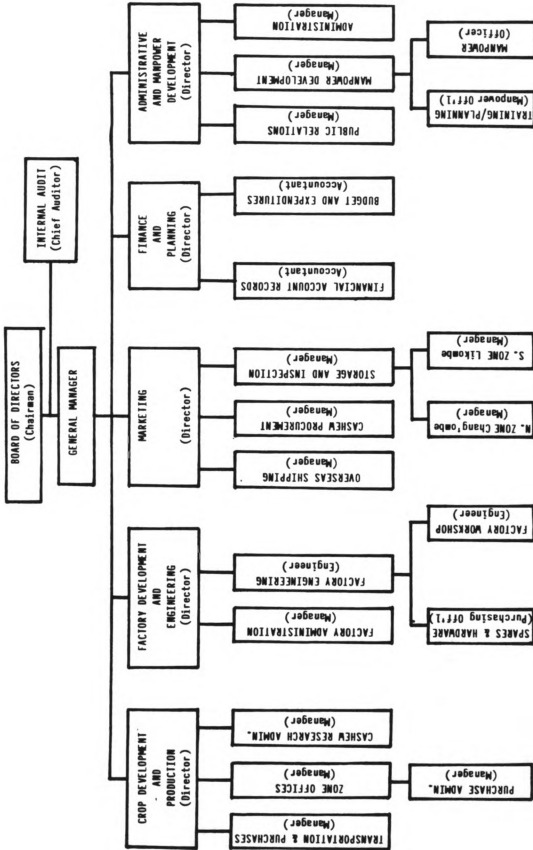 BOARD OF DIRECTORS
(Chairman)
INTERNAL AUDIT
(Chief Auditor)
GENERAL MANAGER
CROP DEVELOPMENT
AND
PRODUCTION
(Director)
FACTORY DEVELOPMENT
AND
ENGINEERING
(Director)
MARKETING
(Director)
FINANCE
AND
PLANNING
(Director)
ADMINISTRATIVE
AND MANPOWER
DEVELOPMENT
(Director)
TRANSPORTATION & PURCHASES
(Manager)
ZONE OFFICES
(Manager)
CASHEW RESEARCH ADMIN.
(Manager)
FACTORY ADMINISTRATION
(Manager)
FACTORY ENGINEERING
(Engineer)
OVERSEAS SHIPPING
(Manager)
CASHEW PROCUREMENT
(Manager)
STORAGE AND INSPECTION
(Manager)
FINANCIAL ACCOUNT RECORDS
(Accountant)
BUDGET AND EXPENDITURES
(Accountant)
PUBLIC RELATIONS
(Manager)
MANPOWER DEVELOPMENT
(Manager)
ADMINISTRATION
(Manager)
PURCHASE ADMIN.
(Manager)
SPARES & HARDWARE
(Purchasing Off'l)
FACTORY WORKSHOP
(Engineer)
N. ZONE Chang'ombe
(Manager)
S. ZONE Likombe
(Manager)
TRAINING/PLANNING
(Manpower Off'l)
MANPOWER
(Officer)